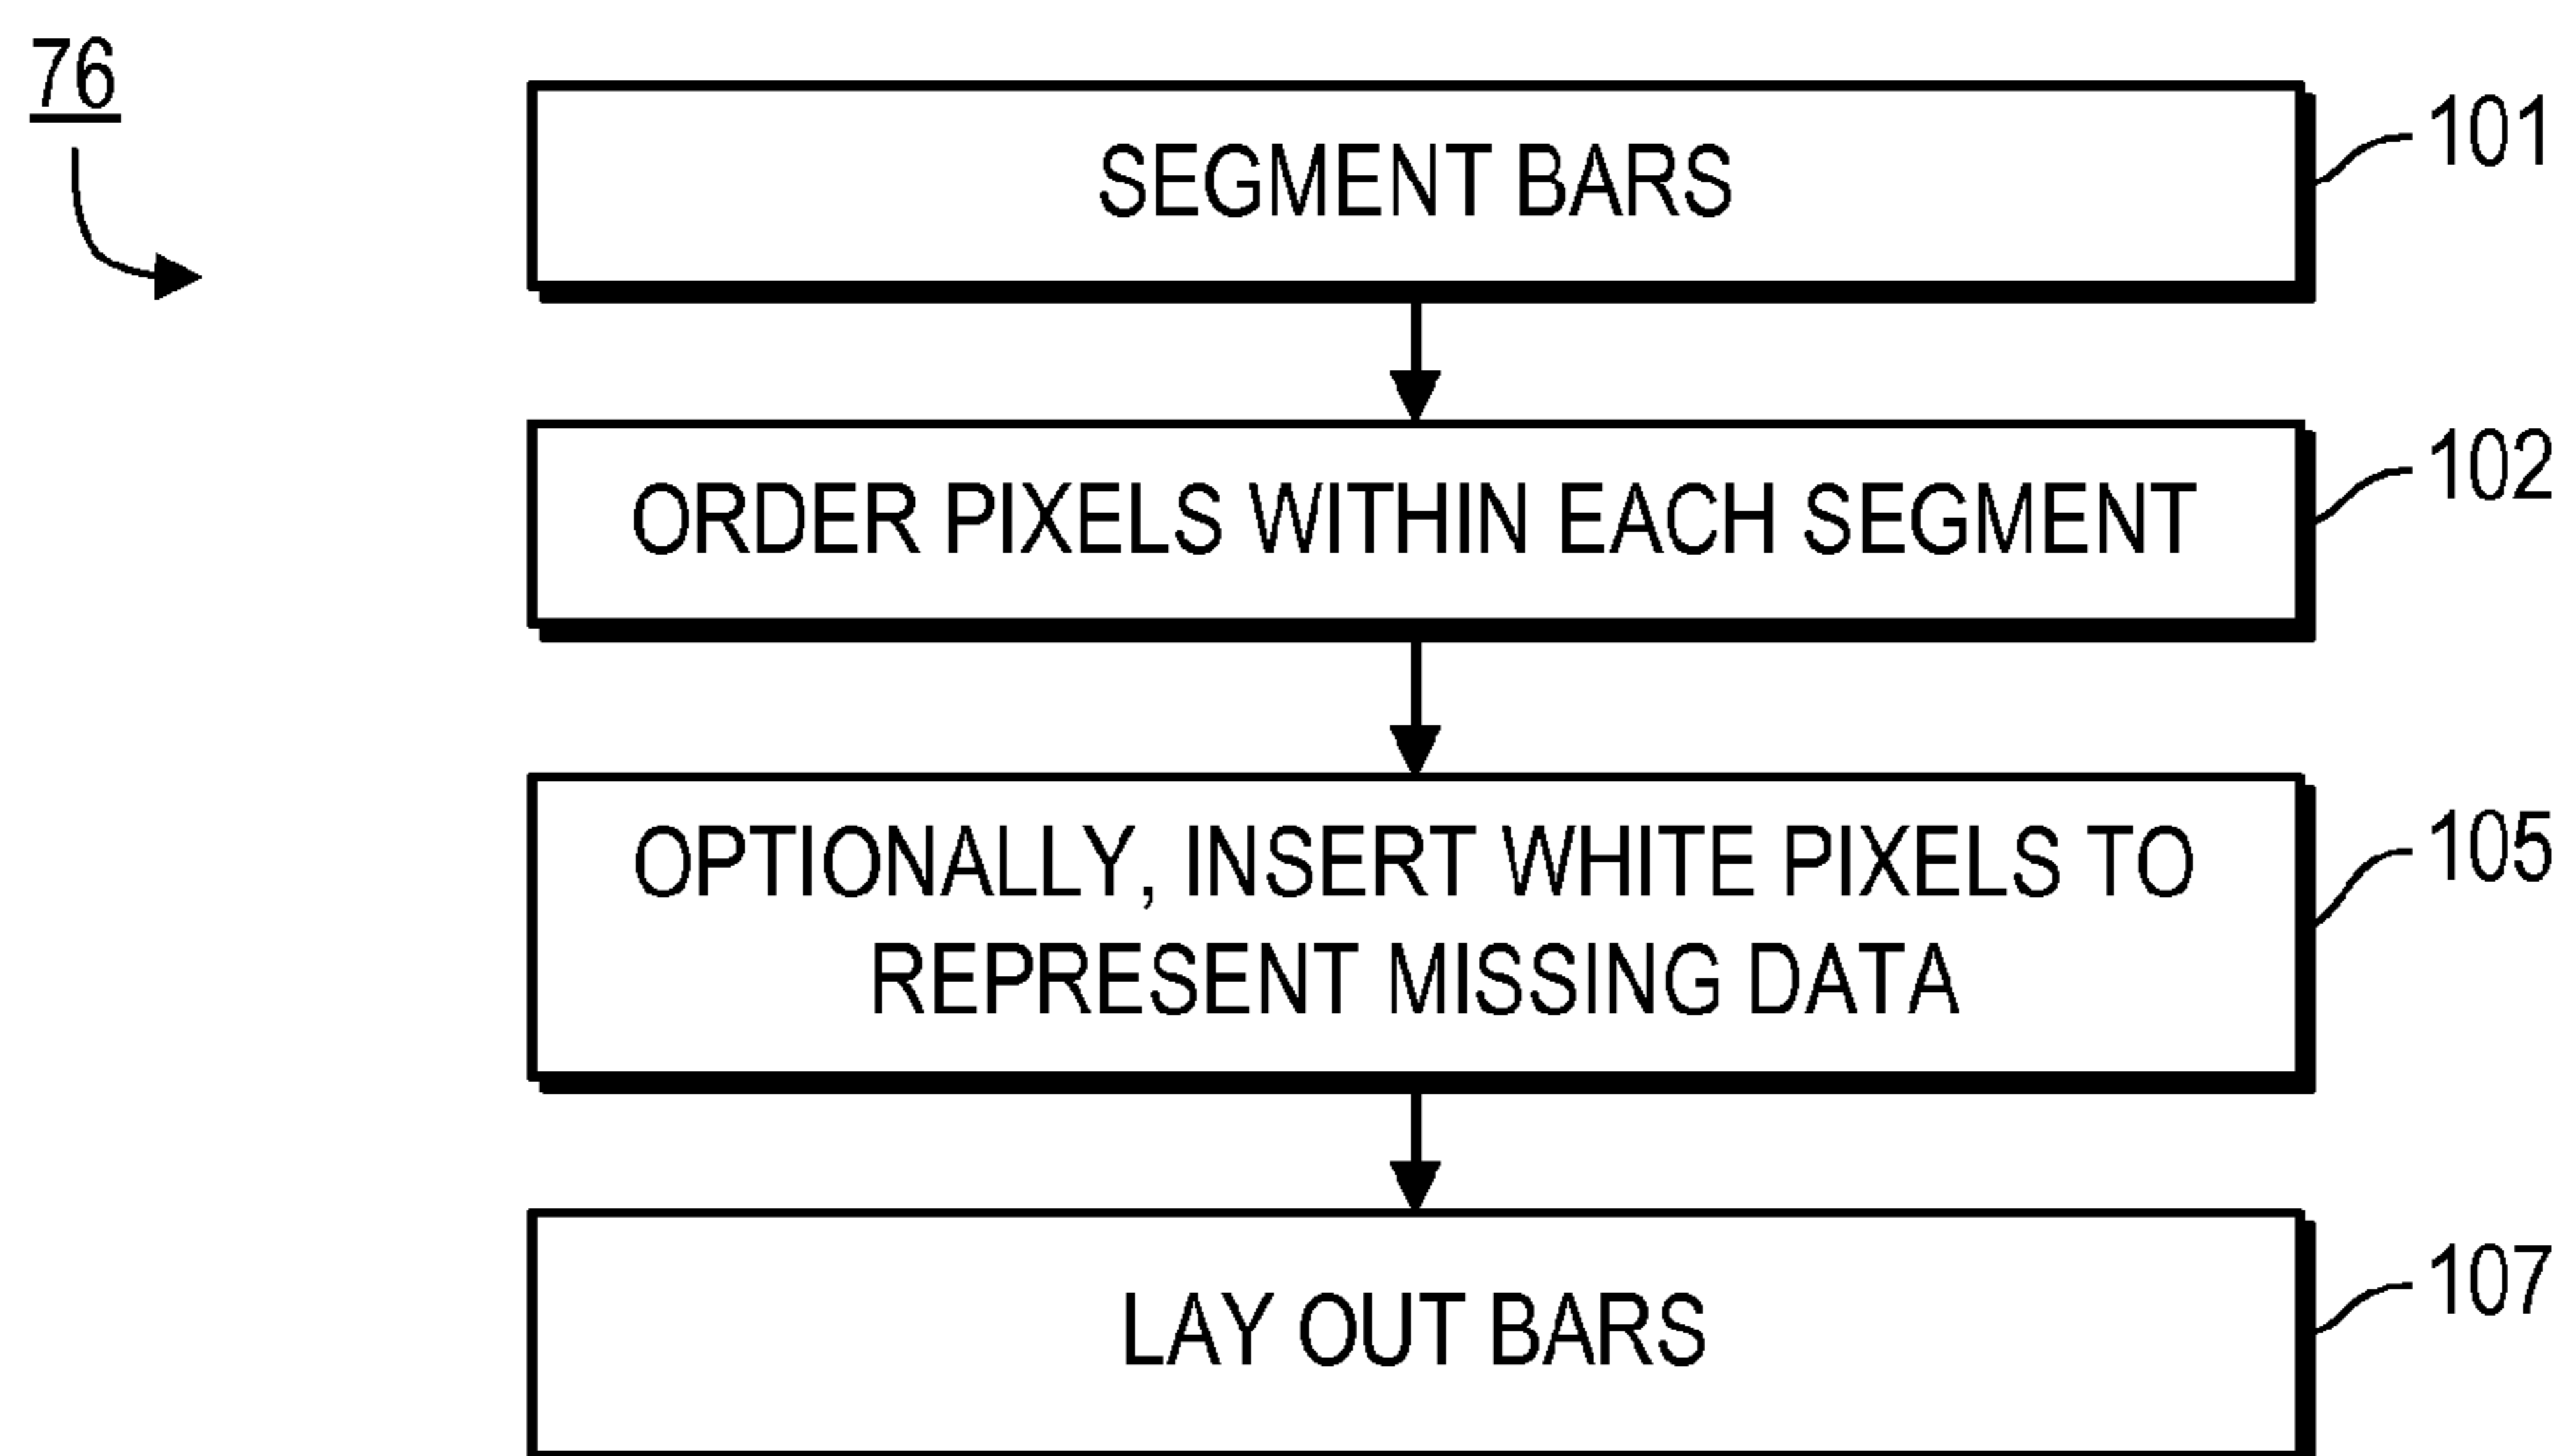 76
SEGMENT BARS
101
ORDER PIXELS WITHIN EACH SEGMENT
102
OPTIONALLY, INSERT WHITE PIXELS TO
REPRESENT MISSING DATA
105
LAY OUT BARS
107